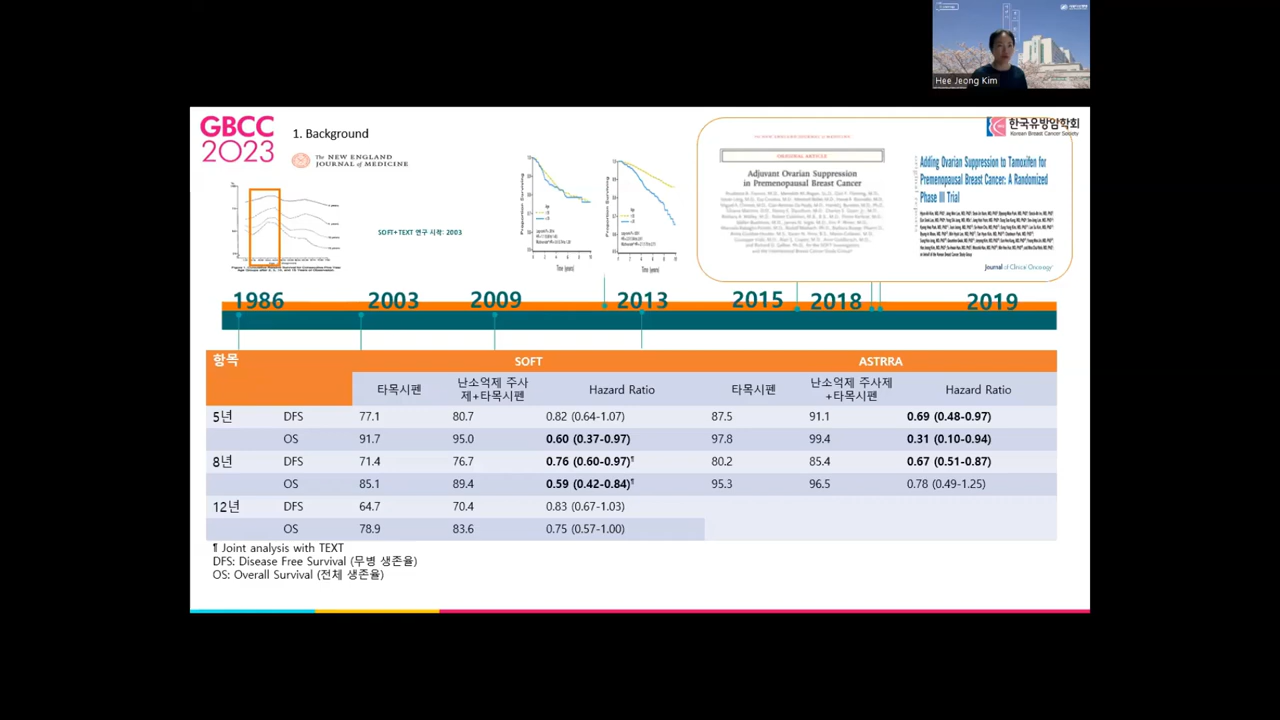 Hee Jeong Kim
GBCC
2O23
1. Background
The NEW ENGLAND
JOURNAL of MEDICINE
SOFT+TEXT 연구 시작: 2003
Time (years)
Time (years)
ORIGINAL ARTICLE
Adjuvant Ovarian Suppression
in Premenopausal Breast Cancer
한국유방암학회
Korean Breast Cancer Society
Adding Ovarian Suppression to Tamoxifen for
Premenopausal Breast Cancer: A Randomized
Phase III Trial
Journal of Clinical Oncology
1986 2003 2009 2013 2015 2018 2019
항목 SOFT ASTRRA
타목시펜 난소억제 주사제+타목시펜 Hazard Ratio 타목시펜 난소억제 주사제+타목시펜 Hazard Ratio
5년 DFS 77.1 80.7 0.82 (0.64-1.07) 87.5 91.1 0.69 (0.48-0.97)
OS 91.7 95.0 0.60 (0.37-0.97) 97.8 99.4 0.31 (0.10-0.94)
8년 DFS 71.4 76.7 0.76 (0.60-0.97)¶ 80.2 85.4 0.67 (0.51-0.87)
OS 85.1 89.4 0.59 (0.42-0.84)¶ 95.3 96.5 0.78 (0.49-1.25)
12년 DFS 64.7 70.4 0.83 (0.67-1.03)
OS 78.9 83.6 0.75 (0.57-1.00)
¶ Joint analysis with TEXT
DFS: Disease Free Survival (무병 생존율)
OS: Overall Survival (전체 생존율)